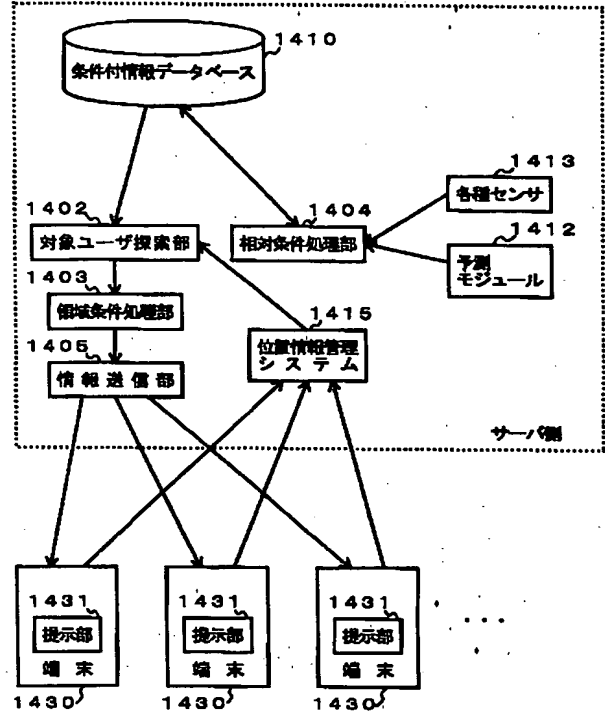 1410
条件付情報データベース
1413
各種センサ
1402
対象ユーザ探索部
1404
相対条件処理部
1412
予測
モジュール
1403
領域条件処理部
1415
位置情報管理
システム
1405
情報送信部
サーバ側
1431
提示部
端末
1430
1431
提示部
端末
1430
1431
提示部
端末
1430